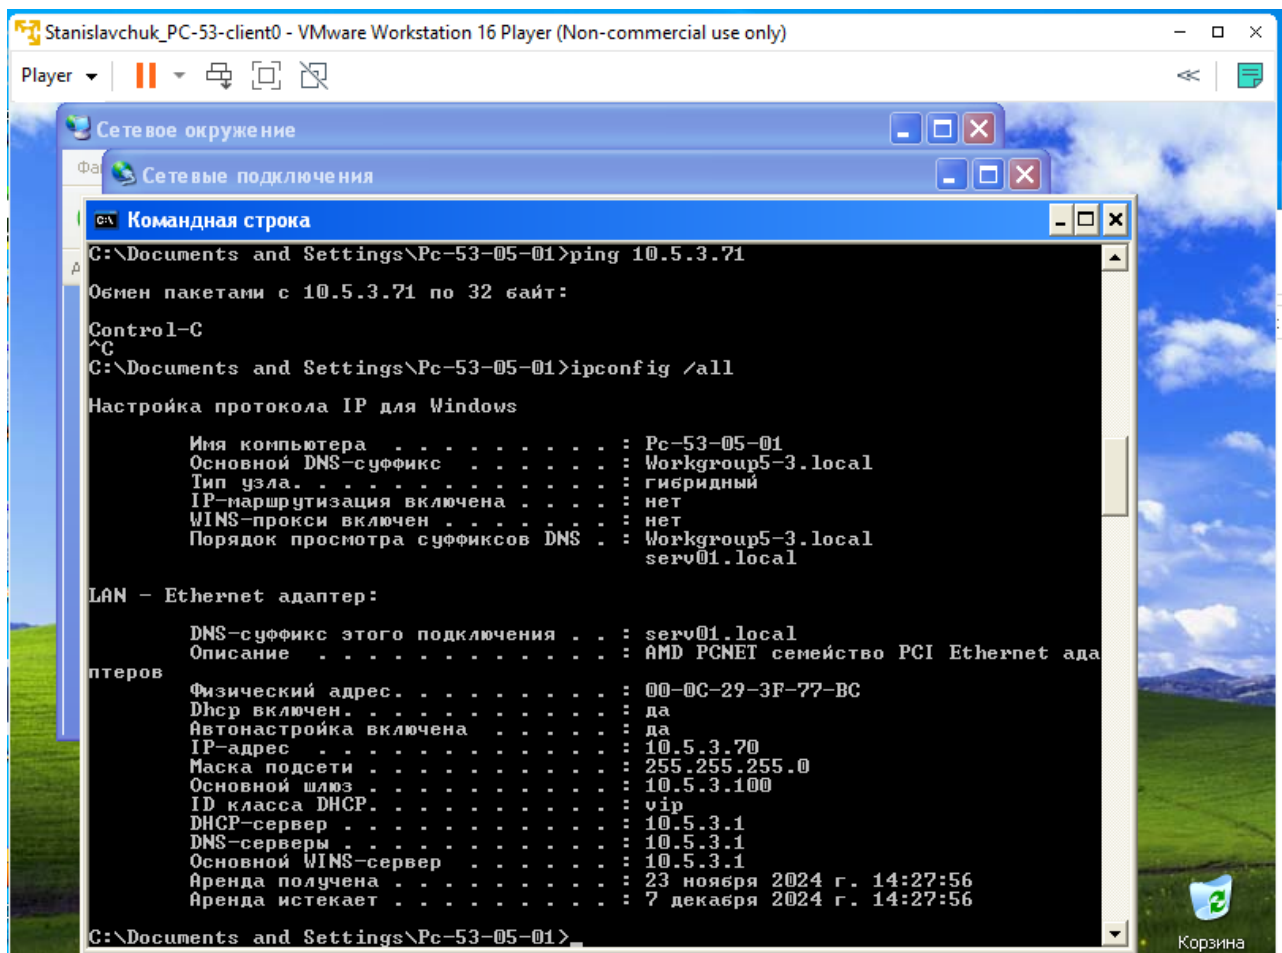 Stanislavchuk_PC-53-client0 - VMware Workstation 16 Player (Non-commercial use only)
Player
Сетевое окружение
Фай
Сетевые подключения
Командная строка
C:\Documents and Settings\Pc-53-05-01>ping 10.5.3.71
Обмен пакетами с 10.5.3.71 по 32 байт:
Control-C
^C
C:\Documents and Settings\Pc-53-05-01>ipconfig /all
Настройка протокола IP для Windows
Имя компьютера . . . . . . . . . : Pc-53-05-01
Основной DNS-суффикс . . . . . . : Workgroup5-3.local
Тип узла. . . . . . . . . . . . . : гибридный
IP-маршрутизация включена . . . . : нет
WINS-прокси включен . . . . . . . : нет
Порядок просмотра суффиксов DNS . : Workgroup5-3.local
serv01.local
LAN - Ethernet адаптер:
DNS-суффикс этого подключения . . : serv01.local
Описание . . . . . . . . . . . . : AMD PCNET семейство PCI Ethernet ада
птеров
Физический адрес. . . . . . . . . : 00-0C-29-3F-77-BC
Dhcp включен. . . . . . . . . . . : да
Автонастройка включена . . . . . : да
IP-адрес . . . . . . . . . . . . : 10.5.3.70
Маска подсети . . . . . . . . . . : 255.255.255.0
Основной шлюз . . . . . . . . . . : 10.5.3.100
ID класса DHCP. . . . . . . . . . : vip
DHCP-сервер . . . . . . . . . . . : 10.5.3.1
DNS-серверы . . . . . . . . . . . : 10.5.3.1
Основной WINS-сервер . . . . . . : 10.5.3.1
Аренда получена . . . . . . . . . : 23 ноября 2024 г. 14:27:56
Аренда истекает . . . . . . . . . : 7 декабря 2024 г. 14:27:56
C:\Documents and Settings\Pc-53-05-01>_
Корзина